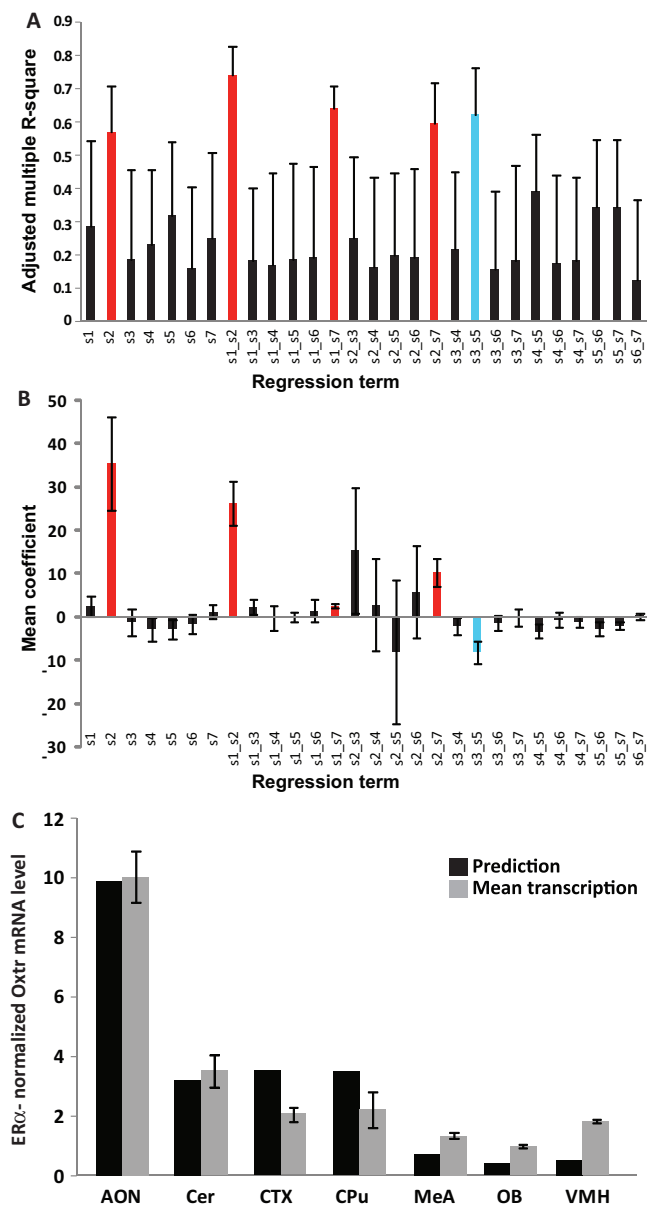 A
Adjusted multiple R-square
0.9
0.8
0.7
0.6
0.5
0.4
0.3
0.2
0.1
0
s1 s2 s3 s4 s5 s6 s7 s1_s2 s1_s3 s1_s4 s1_s5 s1_s6 s1_s7 s2_s3 s2_s4 s2_s5 s2_s6 s2_s7 s3_s4 s3_s5 s3_s6 s3_s7 s4_s5 s4_s6 s4_s7 s5_s6 s5_s7 s6_s7
Regression term
B
Mean coefficient
50
40
30
20
10
0
-10
-20
-30
s1 s2 s3 s4 s5 s6 s7 s1_s2 s1_s3 s1_s4 s1_s5 s1_s6 s1_s7 s2_s3 s2_s4 s2_s5 s2_s6 s2_s7 s3_s4 s3_s5 s3_s6 s3_s7 s4_s5 s4_s6 s4_s7 s5_s6 s5_s7 s6_s7
Regression term
C
ERα- normalized Oxtr mRNA level
12
10
8
6
4
2
0
Prediction
Mean transcription
AON Cer CTX CPu MeA OB VMH